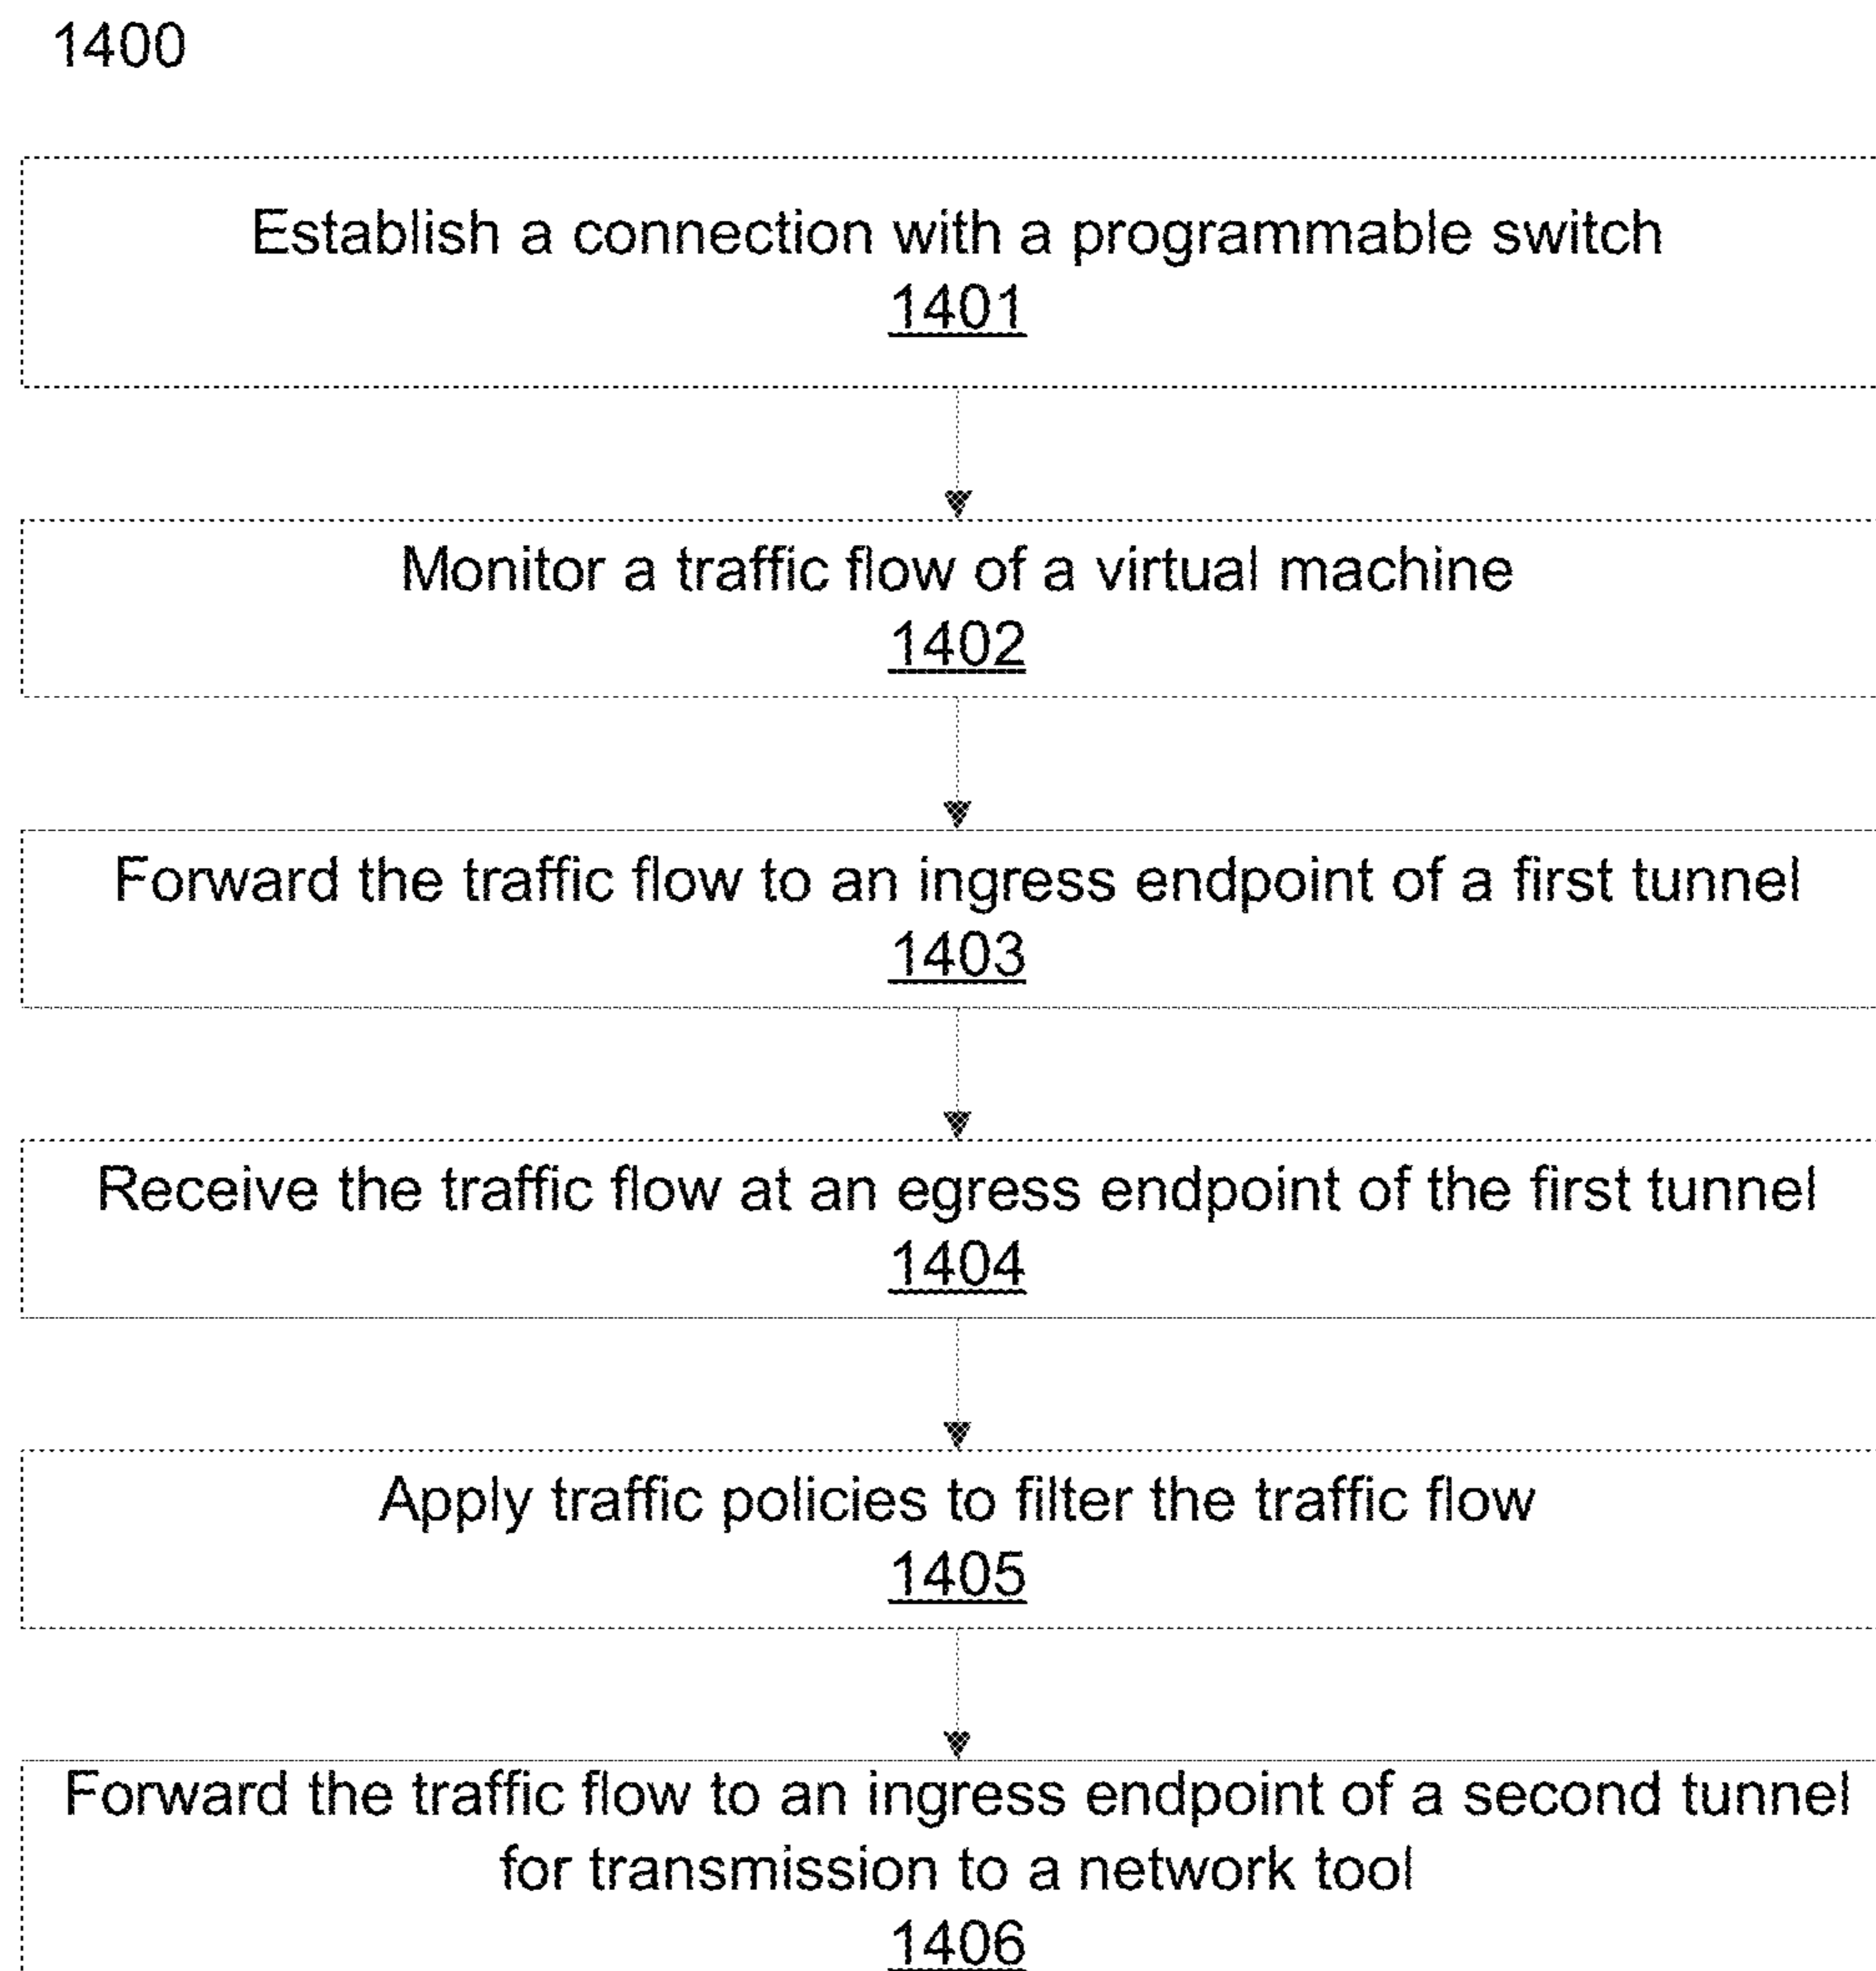 1400
Establish a connection with a programmable switch
1401
Monitor a traffic flow of a virtual machine
1402
Forward the traffic flow to an ingress endpoint of a first tunnel
1403
Receive the traffic flow at an egress endpoint of the first tunnel
1404
Apply traffic policies to filter the traffic flow
1405
Forward the traffic flow to an ingress endpoint of a second tunnel
for transmission to a network tool
1406